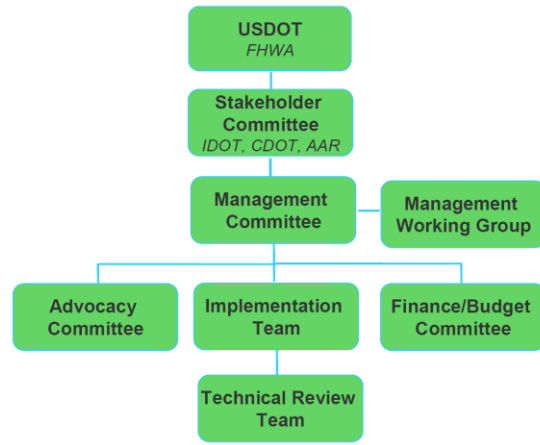 USDOT
FHWA
Stakeholder
Committee
IDOT, CDOT, AAR
Management
Committee
Management
Working Group
Advocacy
Committee
Implementation
Team
Finance/Budget
Committee
Technical Review
Team